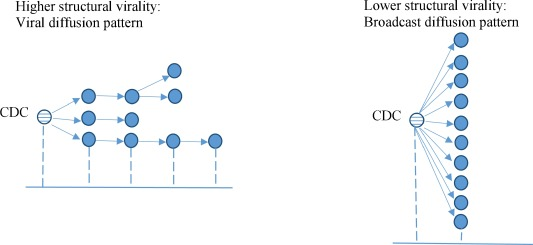 Higher structural virality:
Viral diffusion pattern
CDC
Lower structural virality:
Broadcast diffusion pattern
CDC